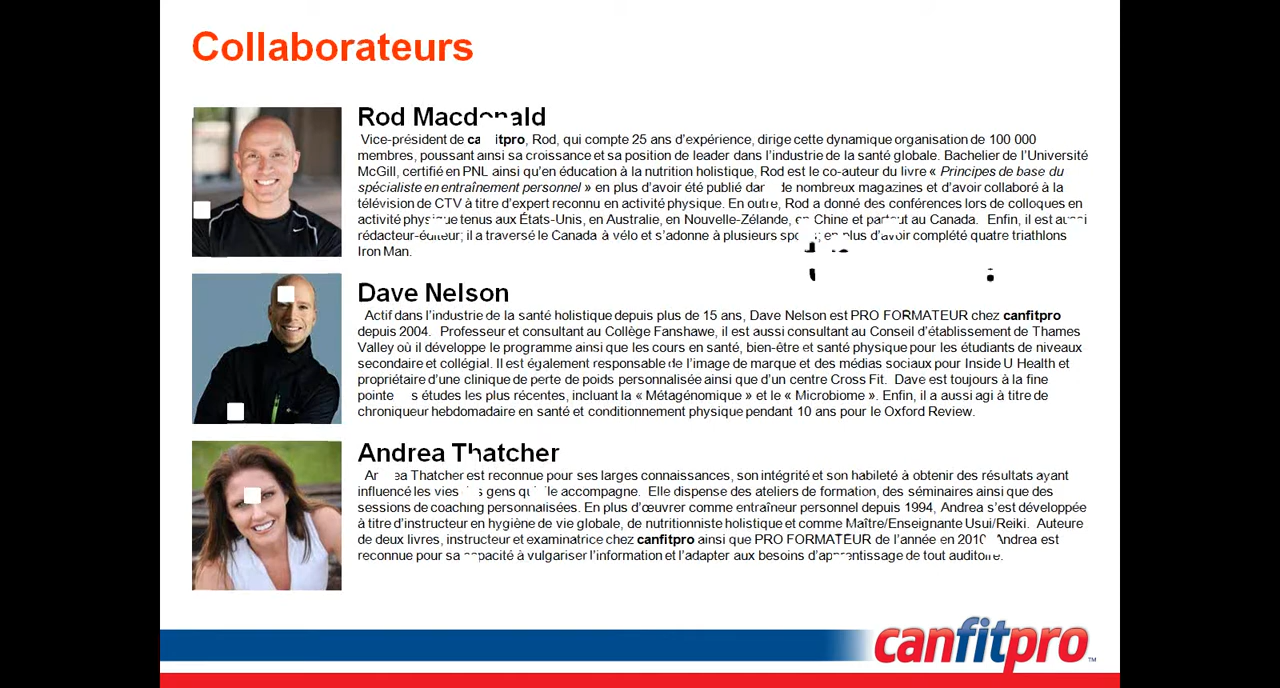 Collaborateurs
Rod Macdonald
Vice-président de canfitpro, Rod, qui compte 25 ans d'expérience, dirige cette dynamique organisation de 100 000
membres, poussant ainsi sa croissance et sa position de leader dans l'industrie de la santé globale. Bachelier de l'Université
McGill, certifié en PNL ainsi qu'en éducation à la nutrition holistique, Rod est le co-auteur du livre « Principes de base du
spécialiste en entraînement personnel » en plus d'avoir été publié dans de nombreux magazines et d'avoir collaboré à la
télévision de CTV à titre d'expert reconnu en activité physique. En outre, Rod a donné des conférences lors de colloques en
activité physique tenus aux États-Unis, en Australie, en Nouvelle-Zélande, en Chine et partout au Canada. Enfin, il est aussi
rédacteur-éditeur; il a traversé le Canada à vélo et s'adonne à plusieurs sports; en plus d'avoir complété quatre triathlons
Iron Man.
Dave Nelson
Actif dans l'industrie de la santé holistique depuis plus de 15 ans, Dave Nelson est PRO FORMATEUR chez canfitpro
depuis 2004. Professeur et consultant au Collège Fanshawe, il est aussi consultant au Conseil d'établissement de Thames
Valley où il développe le programme ainsi que les cours en santé, bien-être et santé physique pour les étudiants de niveaux
secondaire et collégial. Il est également responsable de l'image de marque et des médias sociaux pour Inside U Health et
propriétaire d'une clinique de perte de poids personnalisée ainsi que d'un centre Cross Fit. Dave est toujours à la fine
pointe s études les plus récentes, incluant la « Métagénomique » et le « Microbiome ». Enfin, il a aussi agi à titre de
chroniqueur hebdomadaire en santé et conditionnement physique pendant 10 ans pour le Oxford Review.
Andrea Thatcher
Andrea Thatcher est reconnue pour ses larges connaissances, son intégrité et son habileté à obtenir des résultats ayant
influencé les vies des gens qu'elle accompagne. Elle dispense des ateliers de formation, des séminaires ainsi que des
sessions de coaching personnalisées. En plus d'œuvrer comme entraîneur personnel depuis 1994, Andrea s'est développée
à titre d'instructeur en hygiène de vie globale, de nutritionniste holistique et comme Maître/Enseignante Usui/Reiki. Auteure
de deux livres, instructeur et examinatrice chez canfitpro ainsi que PRO FORMATEUR de l'année en 2010 Andrea est
reconnue pour sa capacité à vulgariser l'information et l'adapter aux besoins d'apprentissage de tout auditoire.
canfitpro™